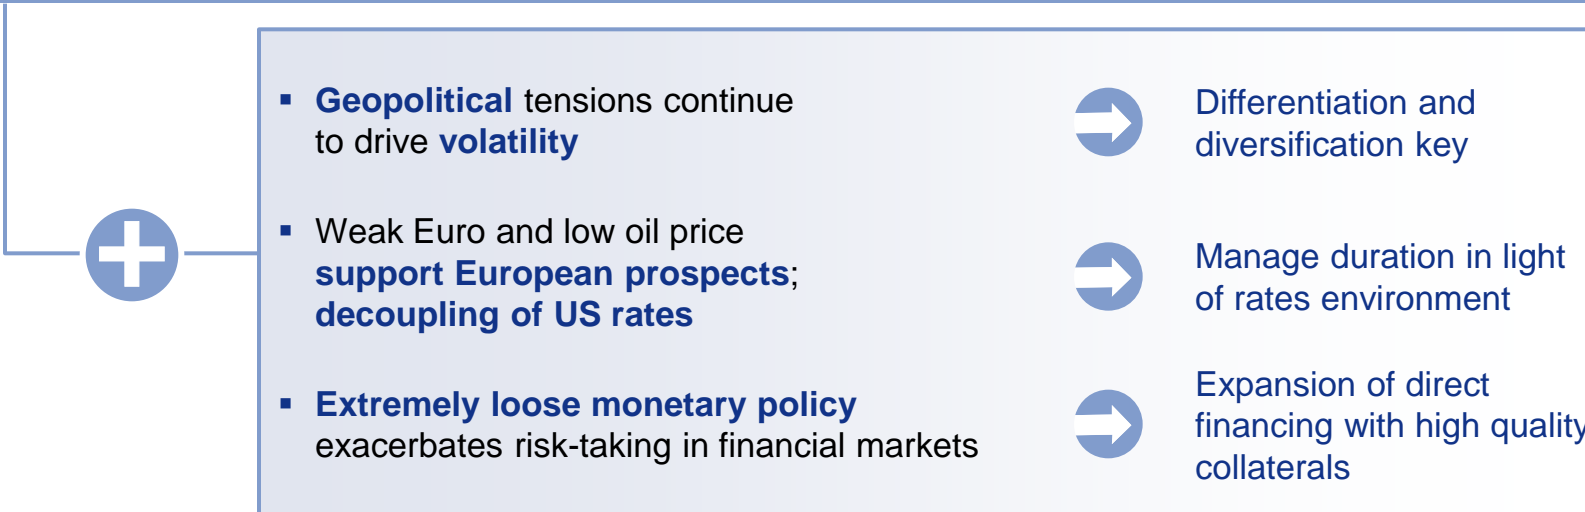 ▪ Geopolitical tensions continue
to drive volatility
Differentiation and
diversification key
▪ Weak Euro and low oil price
support European prospects;
decoupling of US rates
Manage duration in light
of rates environment
▪ Extremely loose monetary policy
exacerbates risk-taking in financial markets
Expansion of direct
financing with high quality
collaterals